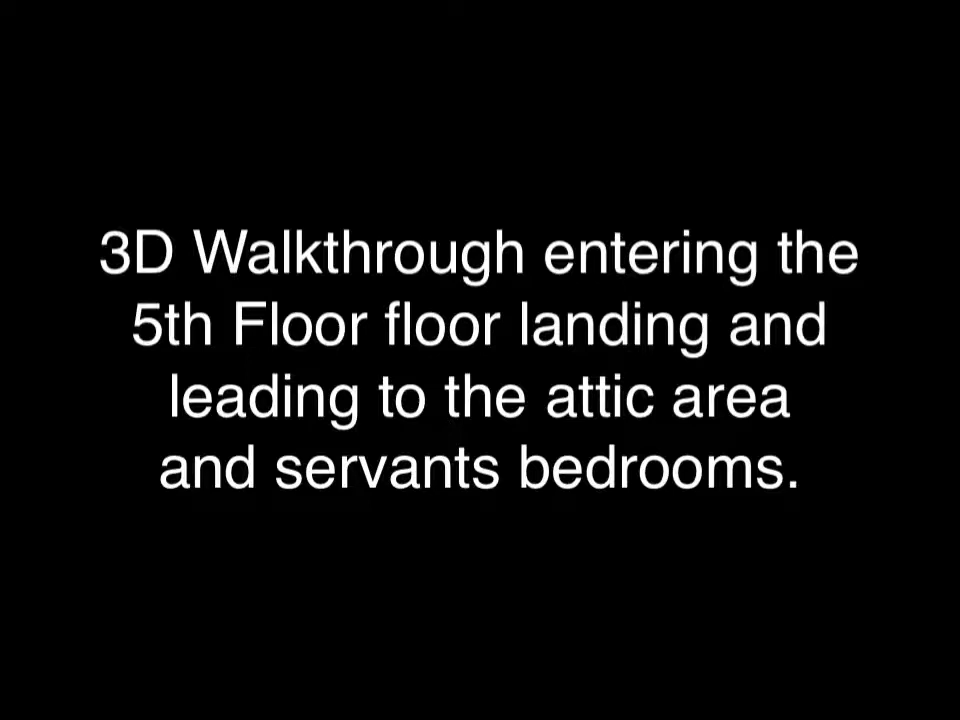 3D Walkthrough entering the
5th Floor floor landing and
leading to the attic area
and servants bedrooms.